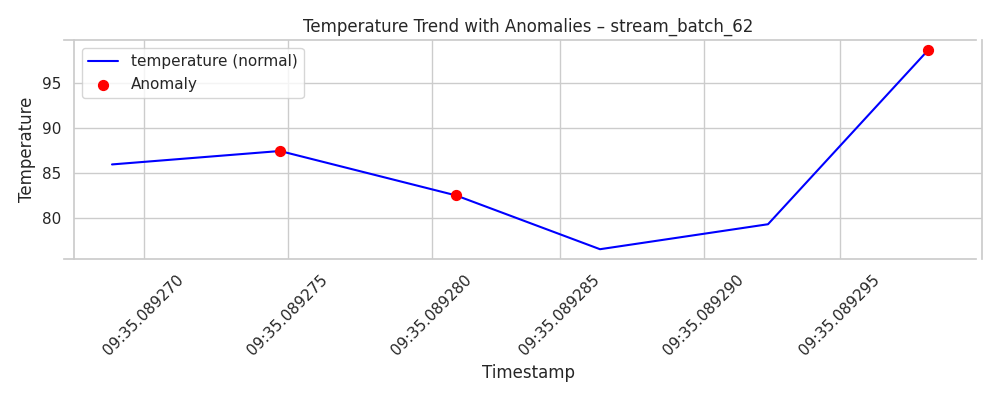 Temperature Trend with Anomalies – stream_batch_62
temperature (normal)
Anomaly
Temperature
95
90
85
80
09:35.089270
09:35.089275
09:35.089280
09:35.089285
09:35.089290
09:35.089295
Timestamp